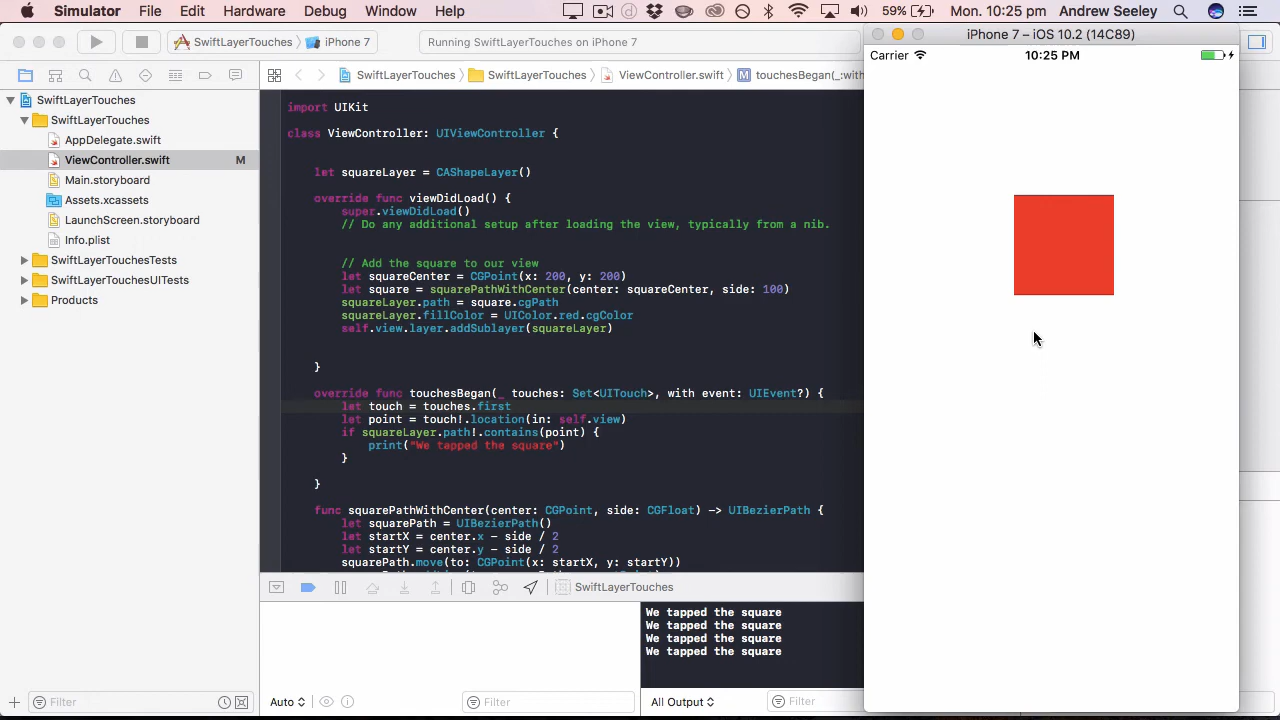 Simulator File Edit Hardware Debug Window Help 59% Mon. 10:25 pm Andrew Seeley
SwiftLayerTouches iPhone 7 Running SwiftLayerTouches on iPhone 7
iPhone 7 – iOS 10.2 (14C89)
Carrier 10:25 PM
SwiftLayerTouches SwiftLayerTouches ViewController.swift M touchesBegan(_:with
SwiftLayerTouches
SwiftLayerTouches
AppDelegate.swift
ViewController.swift M
Main.storyboard
Assets.xcassets
LaunchScreen.storyboard
Info.plist
SwiftLayerTouchesTests
SwiftLayerTouchesUITests
Products
import UIKit
class ViewController: UIViewController {
let squareLayer = CAShapeLayer()
override func viewDidLoad() {
super.viewDidLoad()
// Do any additional setup after loading the view, typically from a nib.
// Add the square to our view
let squareCenter = CGPoint(x: 200, y: 200)
let square = squarePathWithCenter(center: squareCenter, side: 100)
squareLayer.path = square.cgPath
squareLayer.fillColor = UIColor.red.cgColor
self.view.layer.addSublayer(squareLayer)
}
override func touchesBegan(_ touches: Set<UITouch>, with event: UIEvent?) {
let touch = touches.first
let point = touch!.location(in: self.view)
if squareLayer.path!.contains(point) {
print("We tapped the square")
}
}
func squarePathWithCenter(center: CGPoint, side: CGFloat) -> UIBezierPath {
let squarePath = UIBezierPath()
let startX = center.x - side / 2
let startY = center.y - side / 2
squarePath.move(to: CGPoint(x: startX, y: startY))
SwiftLayerTouches
We tapped the square
We tapped the square
We tapped the square
We tapped the square
Filter Auto Filter All Output Filter